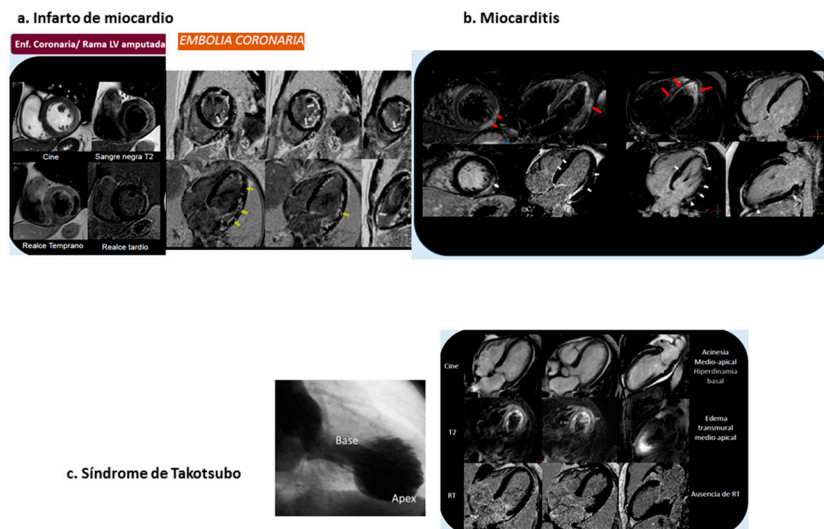 a. Infarto de miocardio
Enf. Coronaria/ Rama LV amputada
EMBOLIA CORONARIA
Cine
Sangre negra T2
Realce Temprano
Realce tardío
b. Miocarditis
c. Síndrome de Takotsubo
Base
Apex
Cine
Acinesia
Medio-apical
Hiperdinamia
basal
T2
Edema
transmural
medio apical
RT
Ausencia de RT